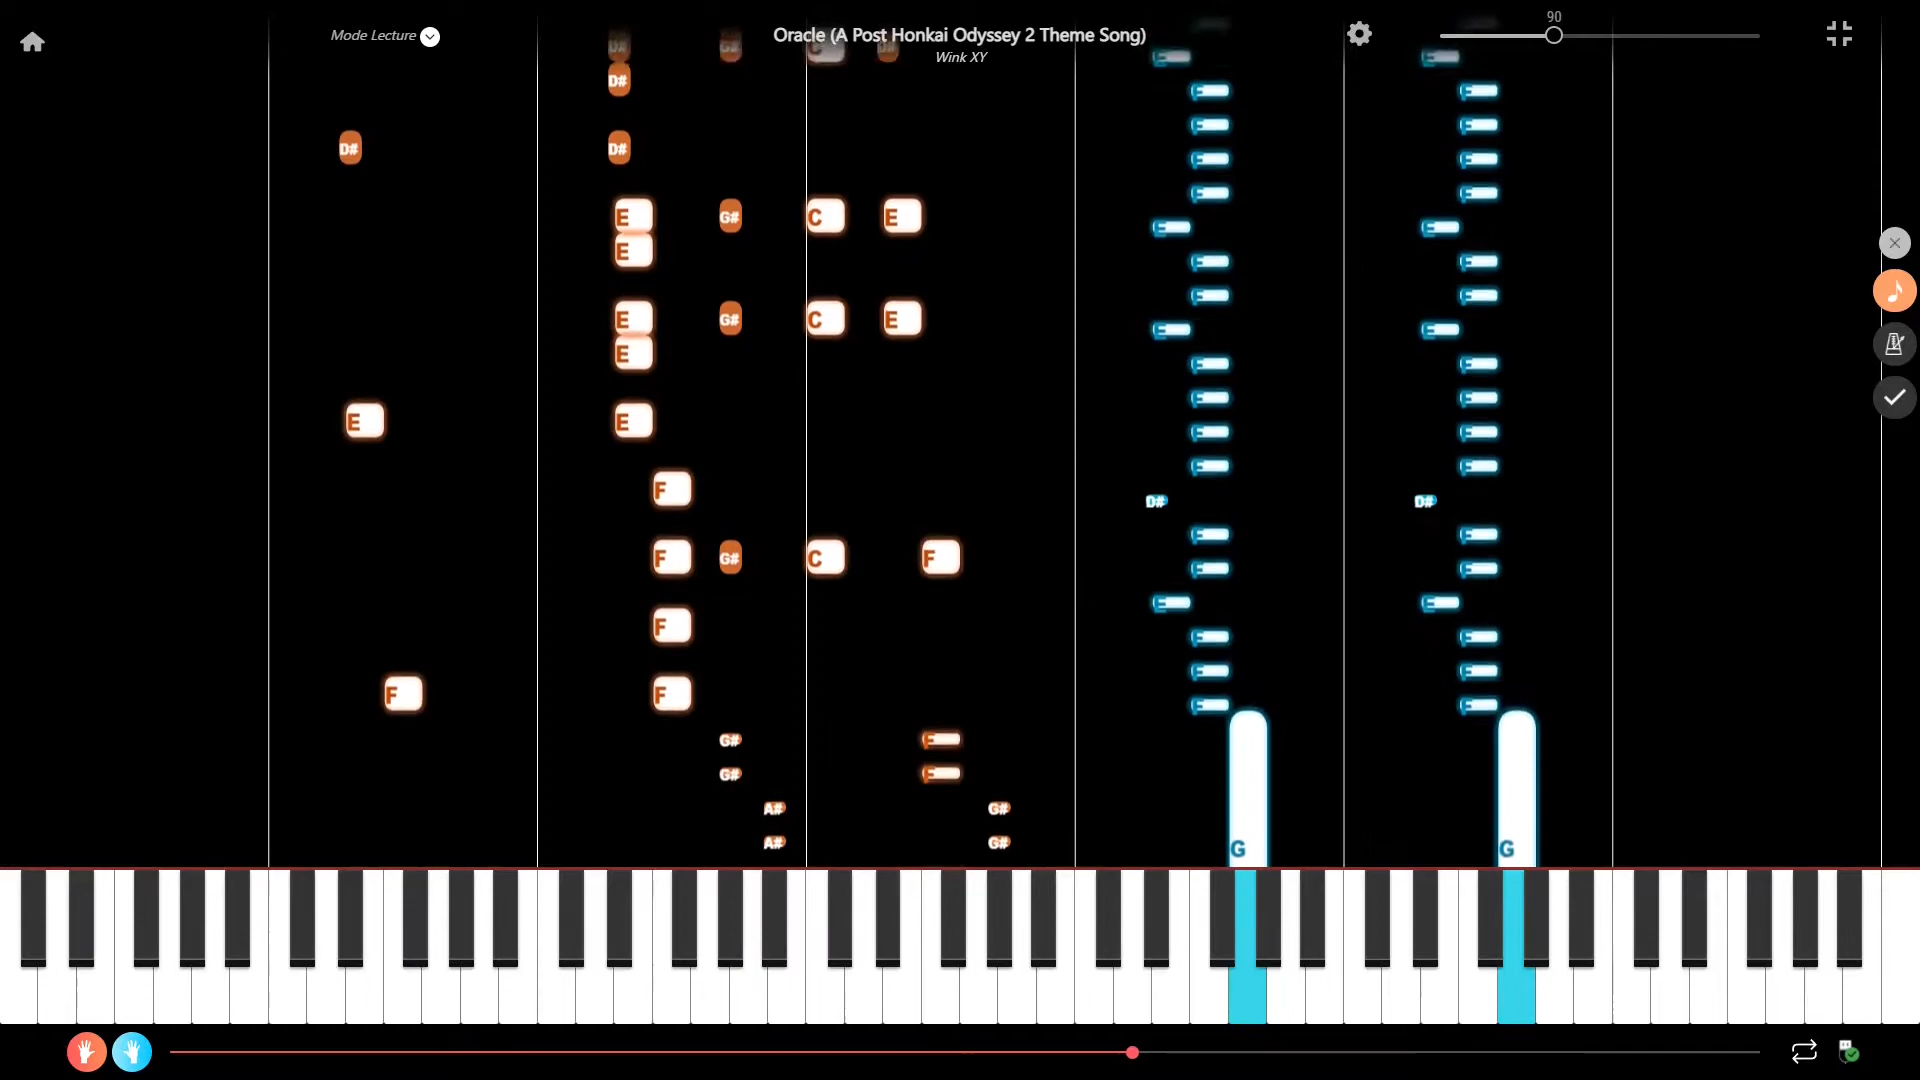 Mode Lecture
Oracle (A Post Honkai Odyssey 2 Theme Song)
Wink XY
90
D# G# C D#
E E
D#
F F
F F
D# D#
F F
F F
E G# C E
E E
E
F F
F F
E G# C E
E E
E
F F
F F
E E
F F
F F
F
D# D#
F F
F G# C F
F F
E E
F
F F
F F
F F
F F
G# F
G# F
A# G#
A# G#
G G